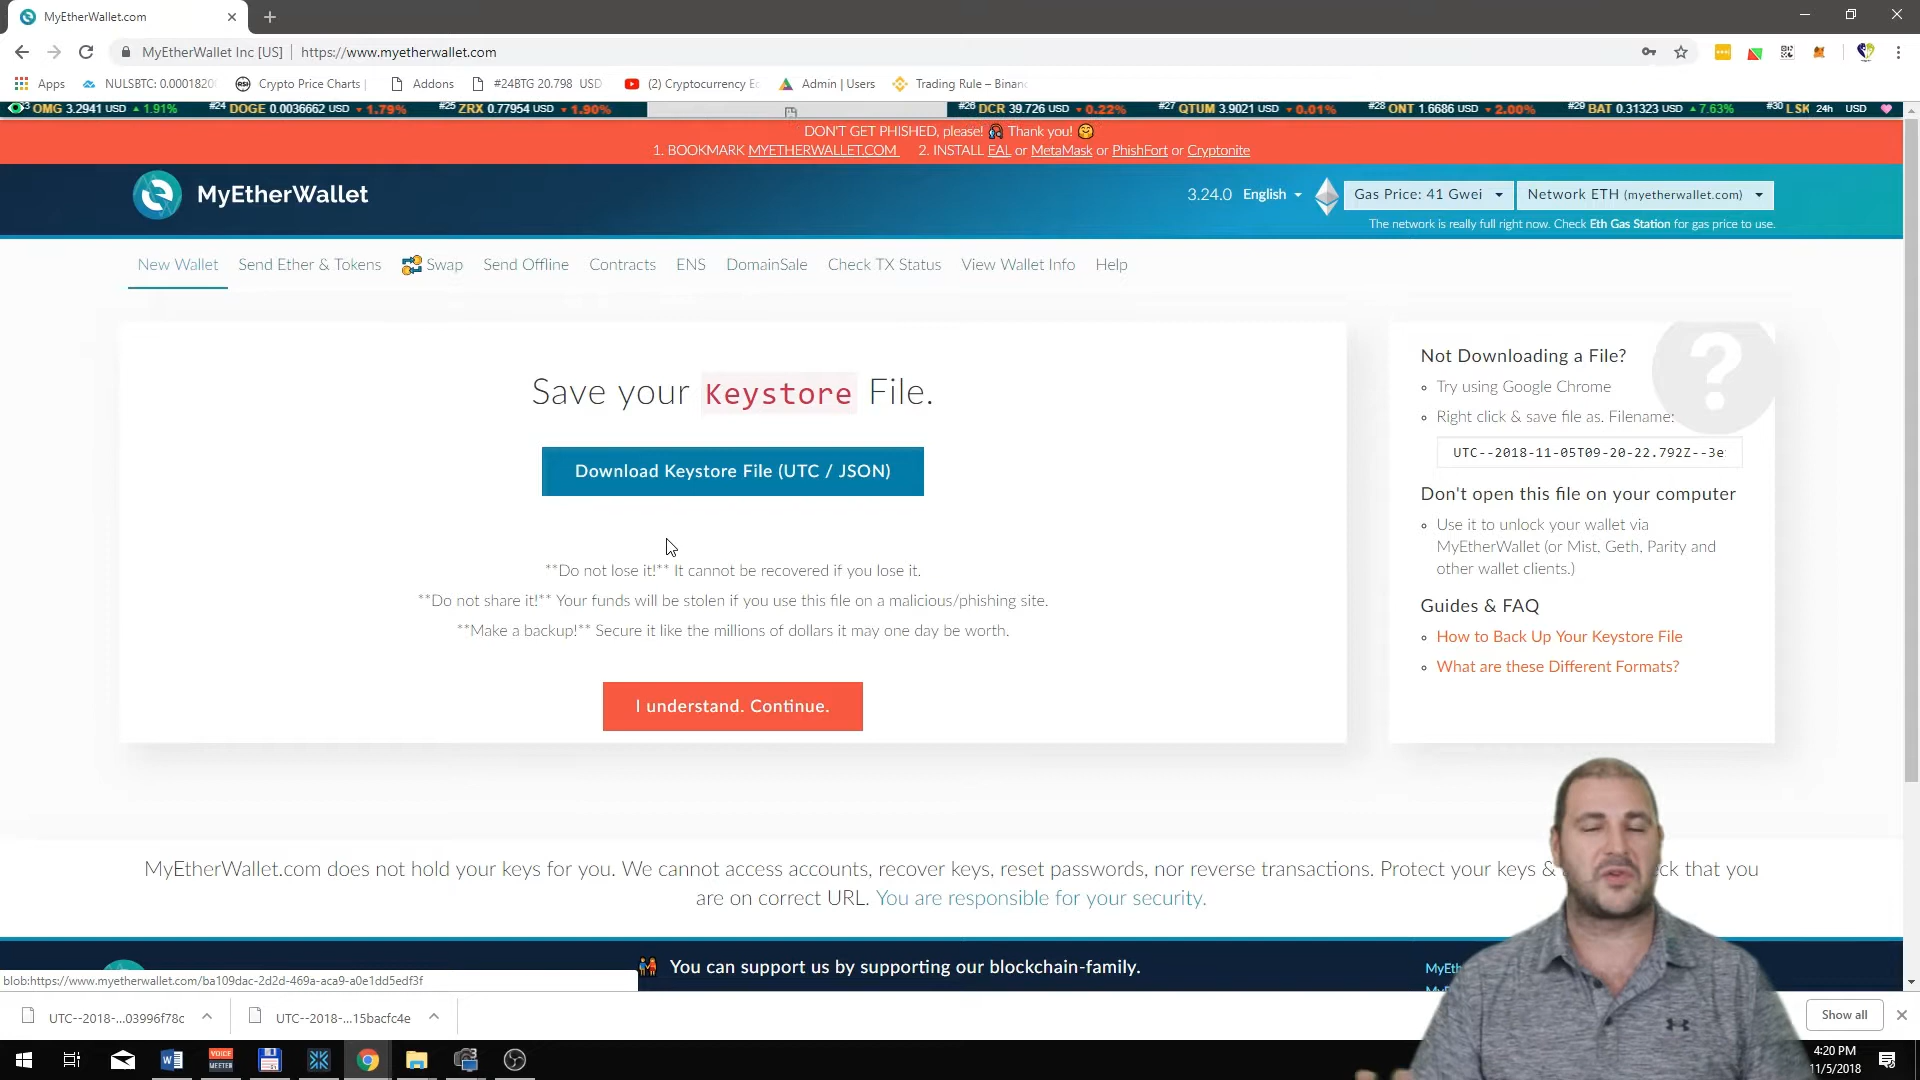 MyEtherWallet.com
MyEtherWallet Inc [US] | https://www.myetherwallet.com
Apps
NULSBTC: 0.0001820
Crypto Price Charts |
Addons
#24BTG 20.798 USD
(2) Cryptocurrency E
Admin | Users
Trading Rule – Binan
OMG 3.2941 USD 1.91%
#24 DOGE 0.0036662 USD 1.79%
#25 ZRX 0.77954 USD 1.90%
#26 DCR 39.726 USD 0.22%
#27 QTUM 3.9021 USD 0.01%
#28 ONT 1.6686 USD 2.00%
#29 BAT 0.31323 USD 7.63%
#30 LSK
24h
USD
DON'T GET PHISHED, please! Thank you!
1. BOOKMARK MYETHERWALLET.COM 2. INSTALL EAL or MetaMask or PhishFort or Cryptonite
MyEtherWallet
3.24.0
English
Gas Price: 41 Gwei
Network ETH (myetherwallet.com)
The network is really full right now. Check Eth Gas Station for gas price to use.
New Wallet
Send Ether & Tokens
Swap
Send Offline
Contracts
ENS
DomainSale
Check TX Status
View Wallet Info
Help
Save your Keystore File.
Download Keystore File (UTC / JSON)
**Do not lose it!** It cannot be recovered if you lose it.
**Do not share it!** Your funds will be stolen if you use this file on a malicious/phishing site.
**Make a backup!** Secure it like the millions of dollars it may one day be worth.
I understand. Continue.
Not Downloading a File?
Try using Google Chrome
Right click & save file as. Filename:
UTC--2018-11-05T09-20-22.792Z--3e
Don't open this file on your computer
Use it to unlock your wallet via
MyEtherWallet (or Mist, Geth, Parity and
other wallet clients.)
Guides & FAQ
How to Back Up Your Keystore File
What are these Different Formats?
MyEtherWallet.com does not hold your keys for you. We cannot access accounts, recover keys, reset passwords, nor reverse transactions. Protect your keys & eck that you
are on correct URL. You are responsible for your security.
You can support us by supporting our blockchain-family.
MyEth
blob:https://www.myetherwallet.com/ba109dac-2d2d-469a-aca9-a0e1dd5edf3f
UTC--2018-...03996f78c
UTC--2018-...15bacfc4e
Show all
VOICE
MEETER
4:20 PM
11/5/2018